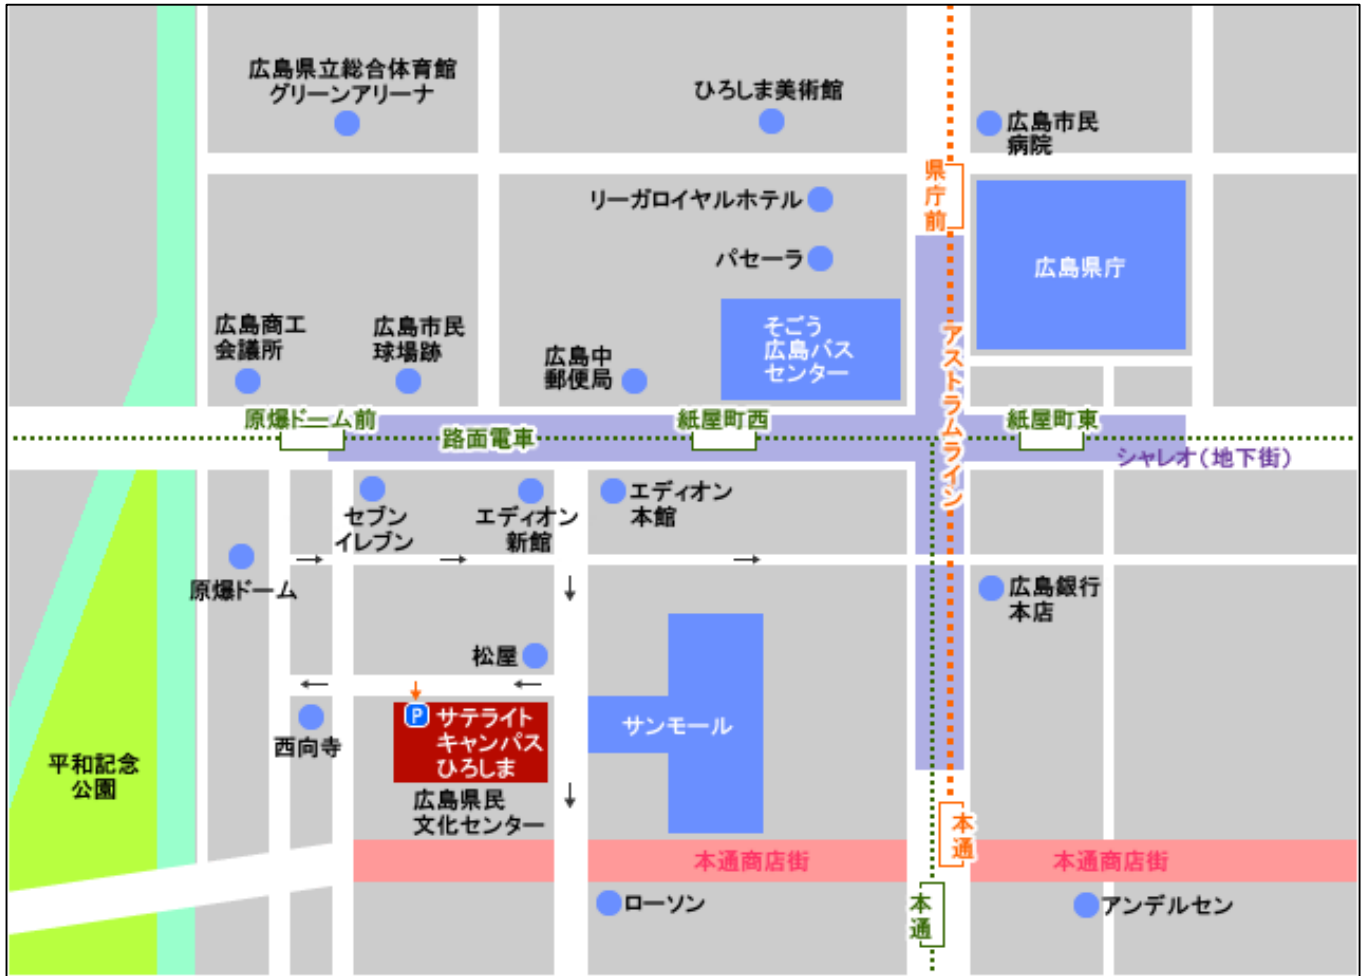 広島県立総合体育館
グリーンアリーナ
ひろしま美術館
広島市民
病院
県庁前
リーガロイヤルホテル
パセーラ
広島県庁
そごう
広島バス
センター
アストラムライン
広島商工
会議所
広島市民
球場跡
広島中
郵便局
原爆ドーム前
路面電車
紙屋町西
紙屋町東
シャレオ(地下街)
セブン
イレブン
エディオン
新館
エディオン
本館
原爆ドーム
広島銀行
本店
松屋
西向寺
P
サテライト
キャンパス
ひろしま
サンモール
平和記念
公園
広島県民
文化センター
本通
本通商店街
本通商店街
ローソン
本通
アンデルセン